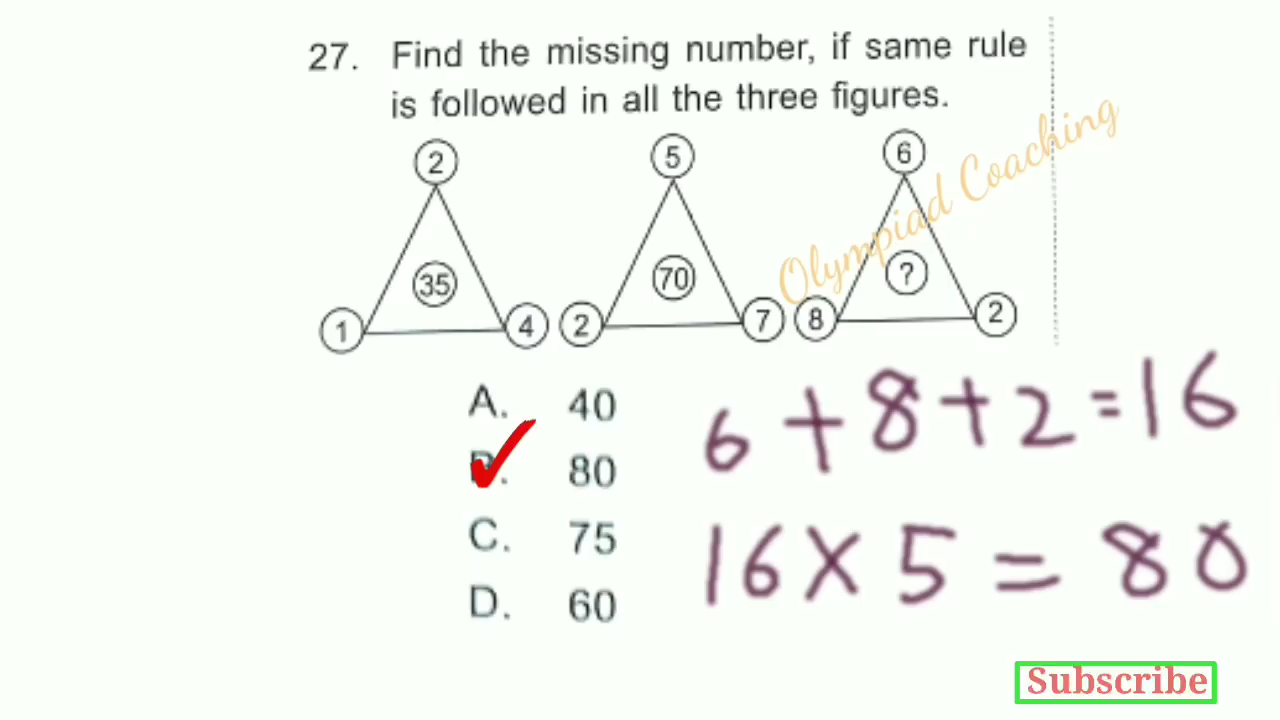 27. Find the missing number, if same rule
is followed in all the three figures.
2 5 6
35 70 ?
1 4 2 7 8 2
Olympiad Coaching
A. 40
B. 80
C. 75
D. 60
6+8+2=16
16×5=80
Subscribe